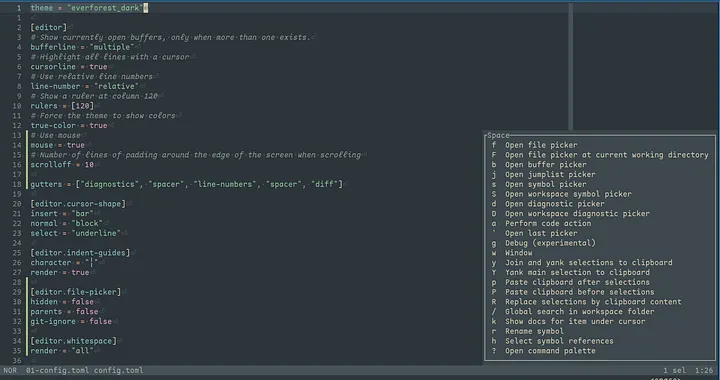 1 theme = "everforest_dark"
1
2 [editor]
3 # Show currently open buffers, only when more than one exists.
4 bufferline = "multiple"
5 # Highlight all lines with a cursor
6 cursorline = true
7 # Use relative line numbers
8 line-number = "relative"
9 # Show a ruler at column 120
10 rulers = [120]
11 # Force the theme to show colors
12 true-color = true
13 # Use mouse
14 mouse = true
15 # Number of lines of padding around the edge of the screen when scrolling
16 scrolloff = 10
17
18 gutters = ["diagnostics", "spacer", "line-numbers", "spacer", "diff"]
19
20 [editor.cursor-shape]
21 insert = "bar"
22 normal = "block"
23 select = "underline"
24
25 [editor.indent-guides]
26 character = "¦"
27 render = true
28
29 [editor.file-picker]
30 hidden = false
31 parents = false
32 git-ignore = false
33
34 [editor.whitespace]
35 render = "all"
36
Space
f Open file picker
F Open file picker at current working directory
b Open buffer picker
j Open jumplist picker
s Open symbol picker
S Open workspace symbol picker
d Open diagnostic picker
D Open workspace diagnostic picker
a Perform code action
' Open last picker
g Debug (experimental)
w Window
y Join and yank selections to clipboard
Y Yank main selection to clipboard
p Paste clipboard after selections
P Paste clipboard before selections
R Replace selections by clipboard content
/ Global search in workspace folder
k Show docs for item under cursor
r Rename symbol
h Select symbol references
? Open command palette
NOR 01-config.toml config.toml 1 sel 1:26